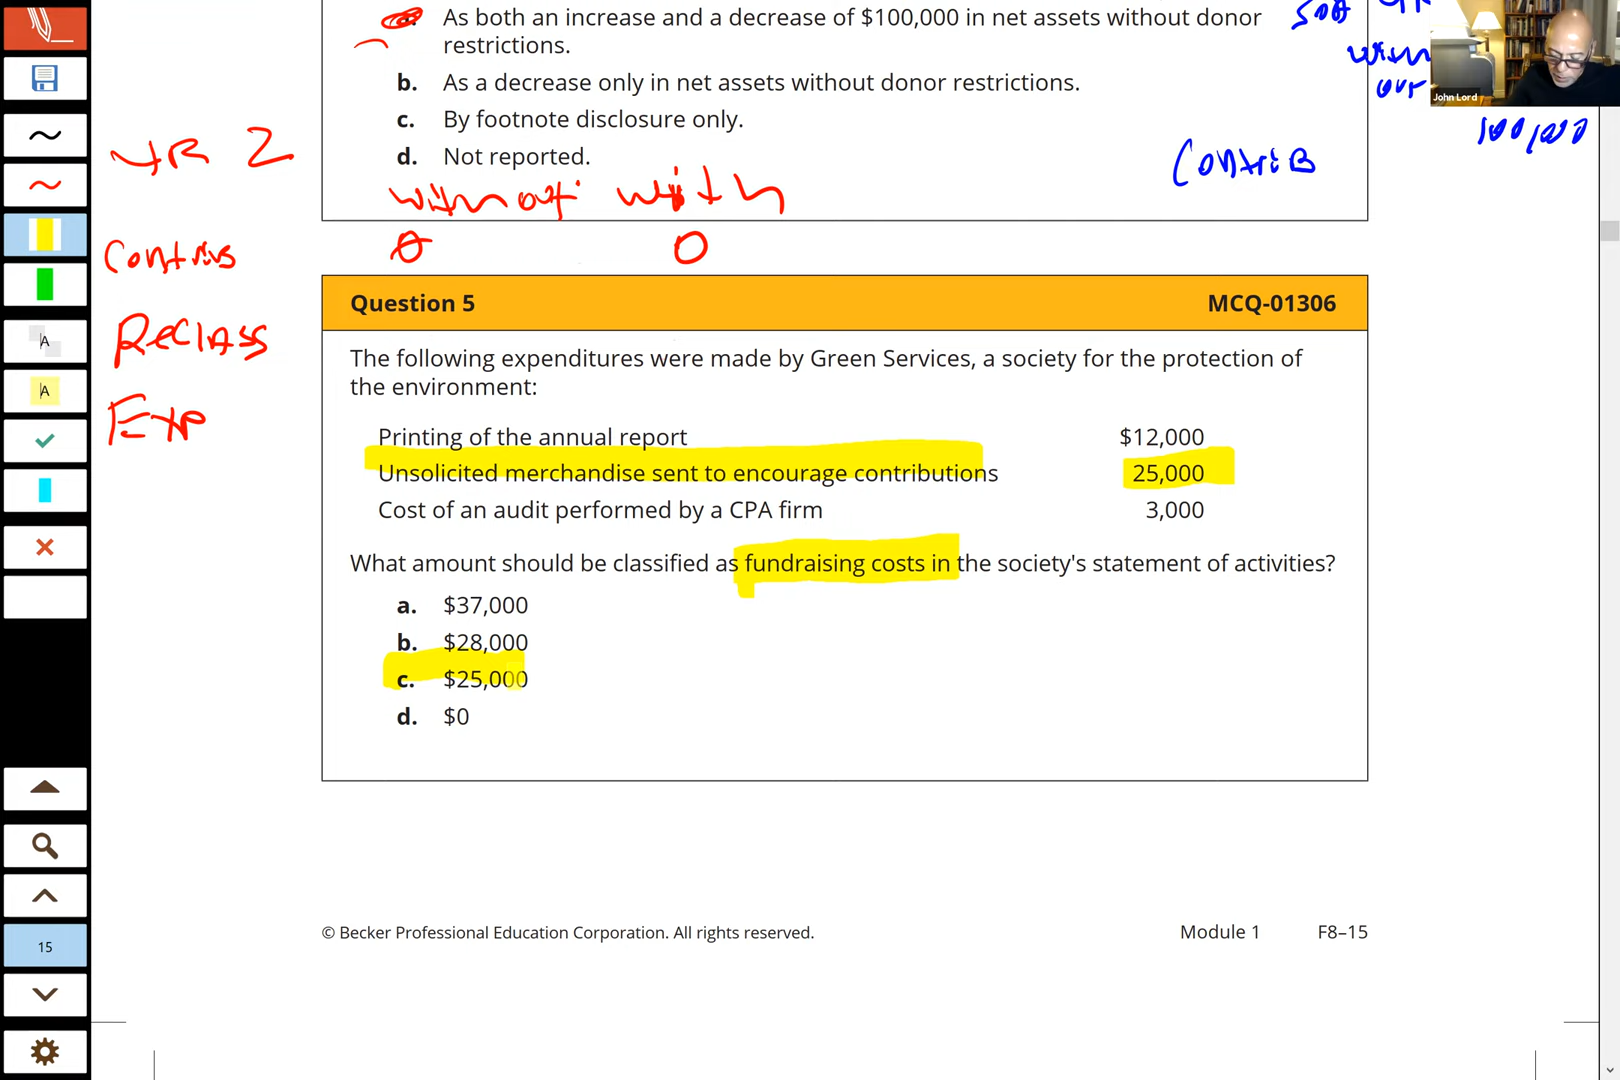 a. As both an increase and a decrease of $100,000 in net assets without donor
restrictions.
b. As a decrease only in net assets without donor restrictions.
c. By footnote disclosure only.
d. Not reported.
with
out
John Lord
100,000
YR 2
ContriB
without with
0 0
Contribs
Reclass
Exp
Question 5 MCQ-01306
The following expenditures were made by Green Services, a society for the protection of
the environment:
Printing of the annual report $12,000
Unsolicited merchandise sent to encourage contributions 25,000
Cost of an audit performed by a CPA firm 3,000
What amount should be classified as fundraising costs in the society's statement of activities?
a. $37,000
b. $28,000
c. $25,000
d. $0
© Becker Professional Education Corporation. All rights reserved. Module 1 F8–15
A
A
15